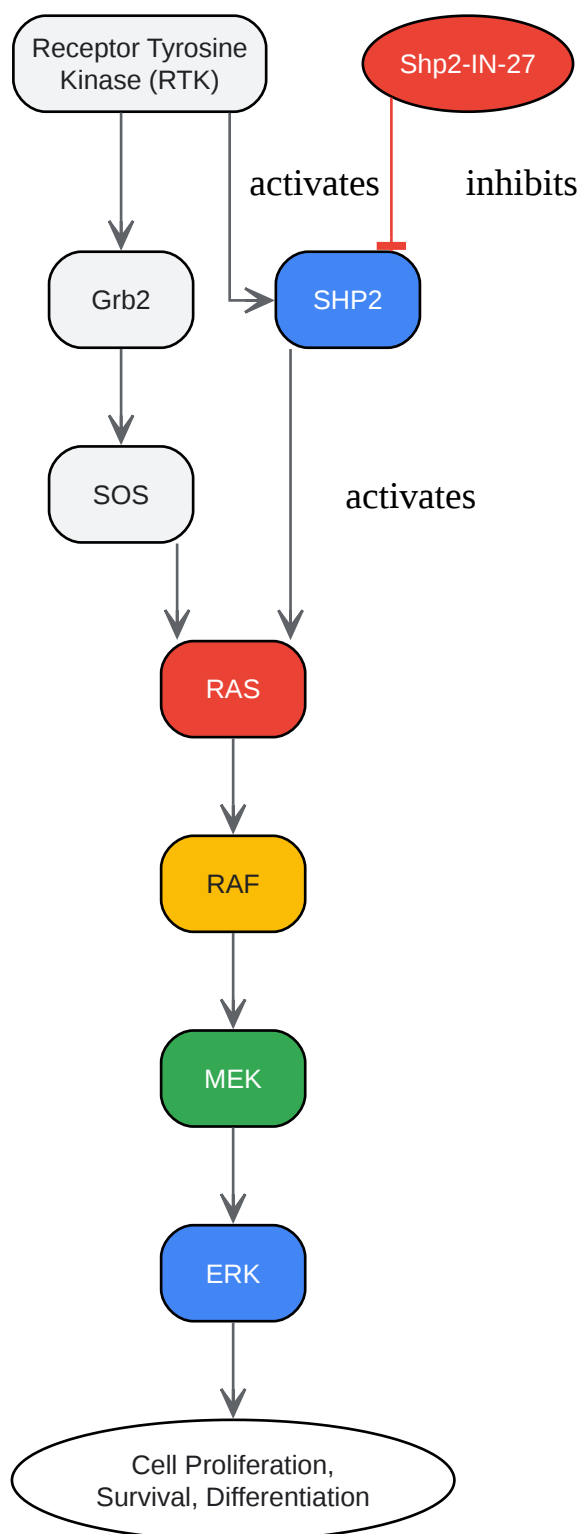 Receptor Tyrosine
Kinase (RTK)
Shp2-IN-27
activates
inhibits
Grb2
SHP2
SOS
activates
RAS
RAF
MEK
ERK
Cell Proliferation,
Survival, Differentiation